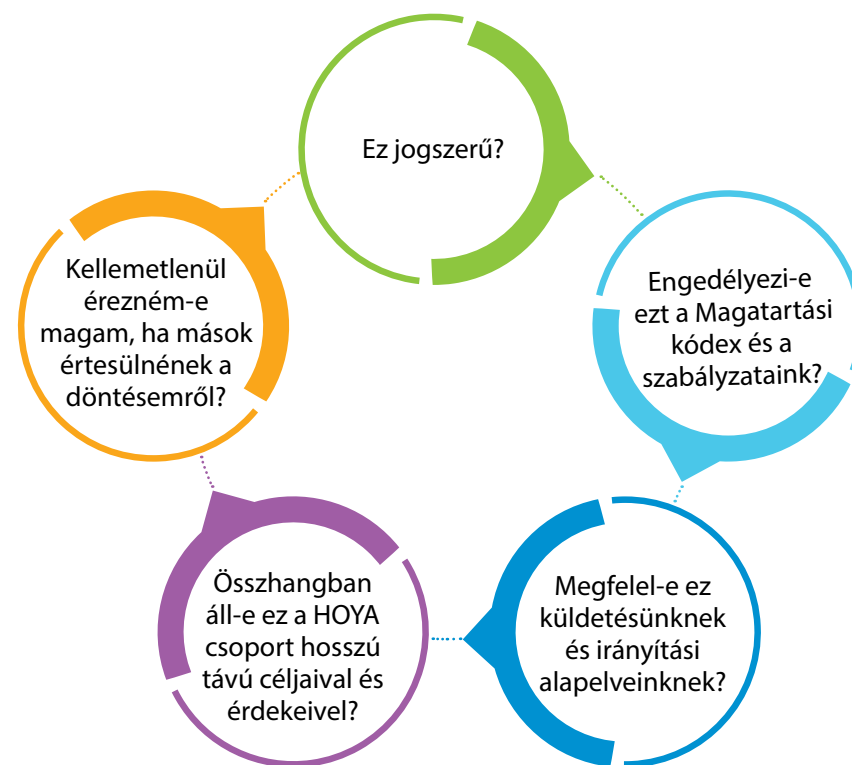 Ez jogszerű?
Engedélyezi-e
ezt a Magatartási
kódex és a
szabályzataink?
Megfelel-e ez
küldetésünknek
és irányítási
alapelveinknek?
Összhangban
áll-e ez a HOYA
csoport hosszú
távú céljaival és
érdekeivel?
Kellemetlenül
érezném-e
magam, ha mások
értesülnének a
döntésemről?